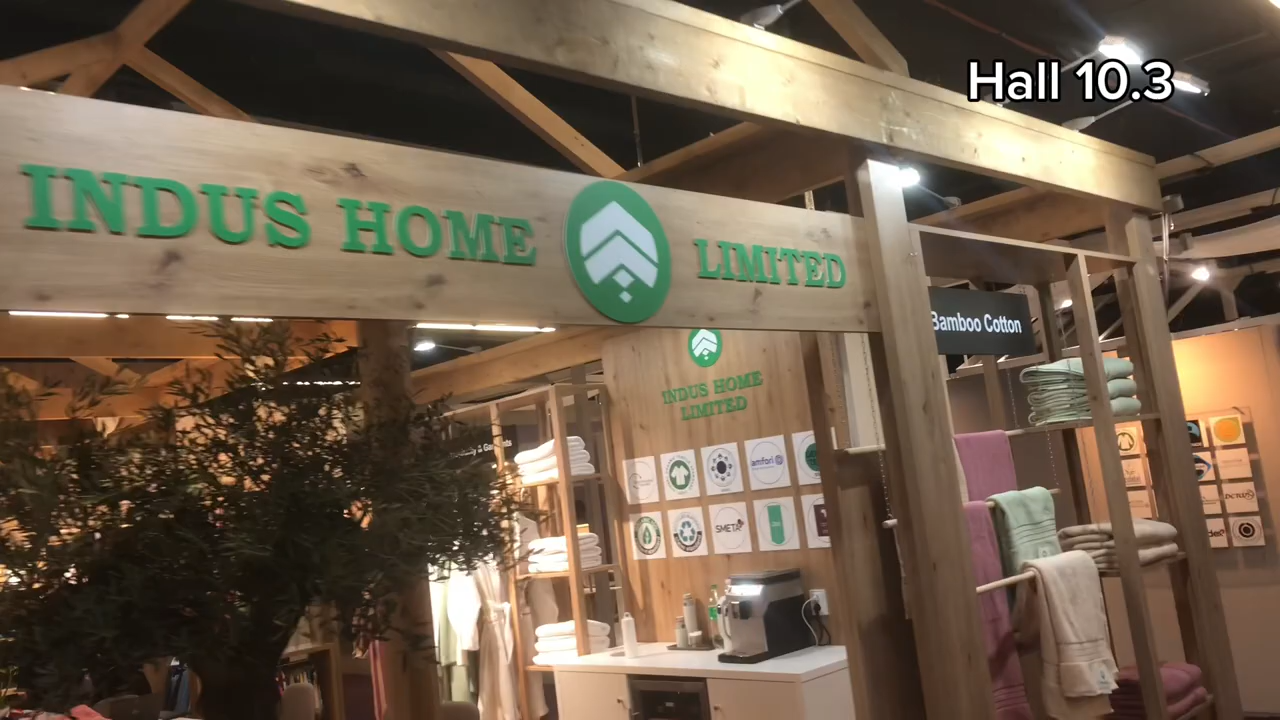 Hall 10.3
INDUS HOME LIMITED
Bamboo Cotton
INDUS HOME
LIMITED
amfori
SMETA